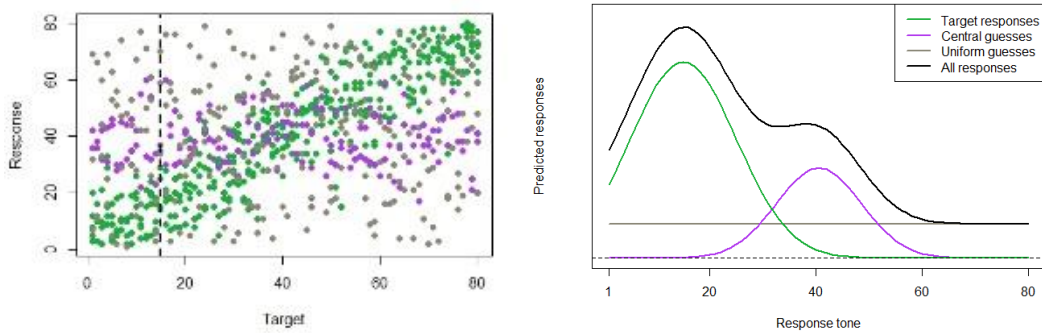 Response
80
60
40
20
0
0 20 40 60 80
Target
Predicted responses
Target responses
Central guesses
Uniform guesses
All responses
1 20 40 60 80
Response tone